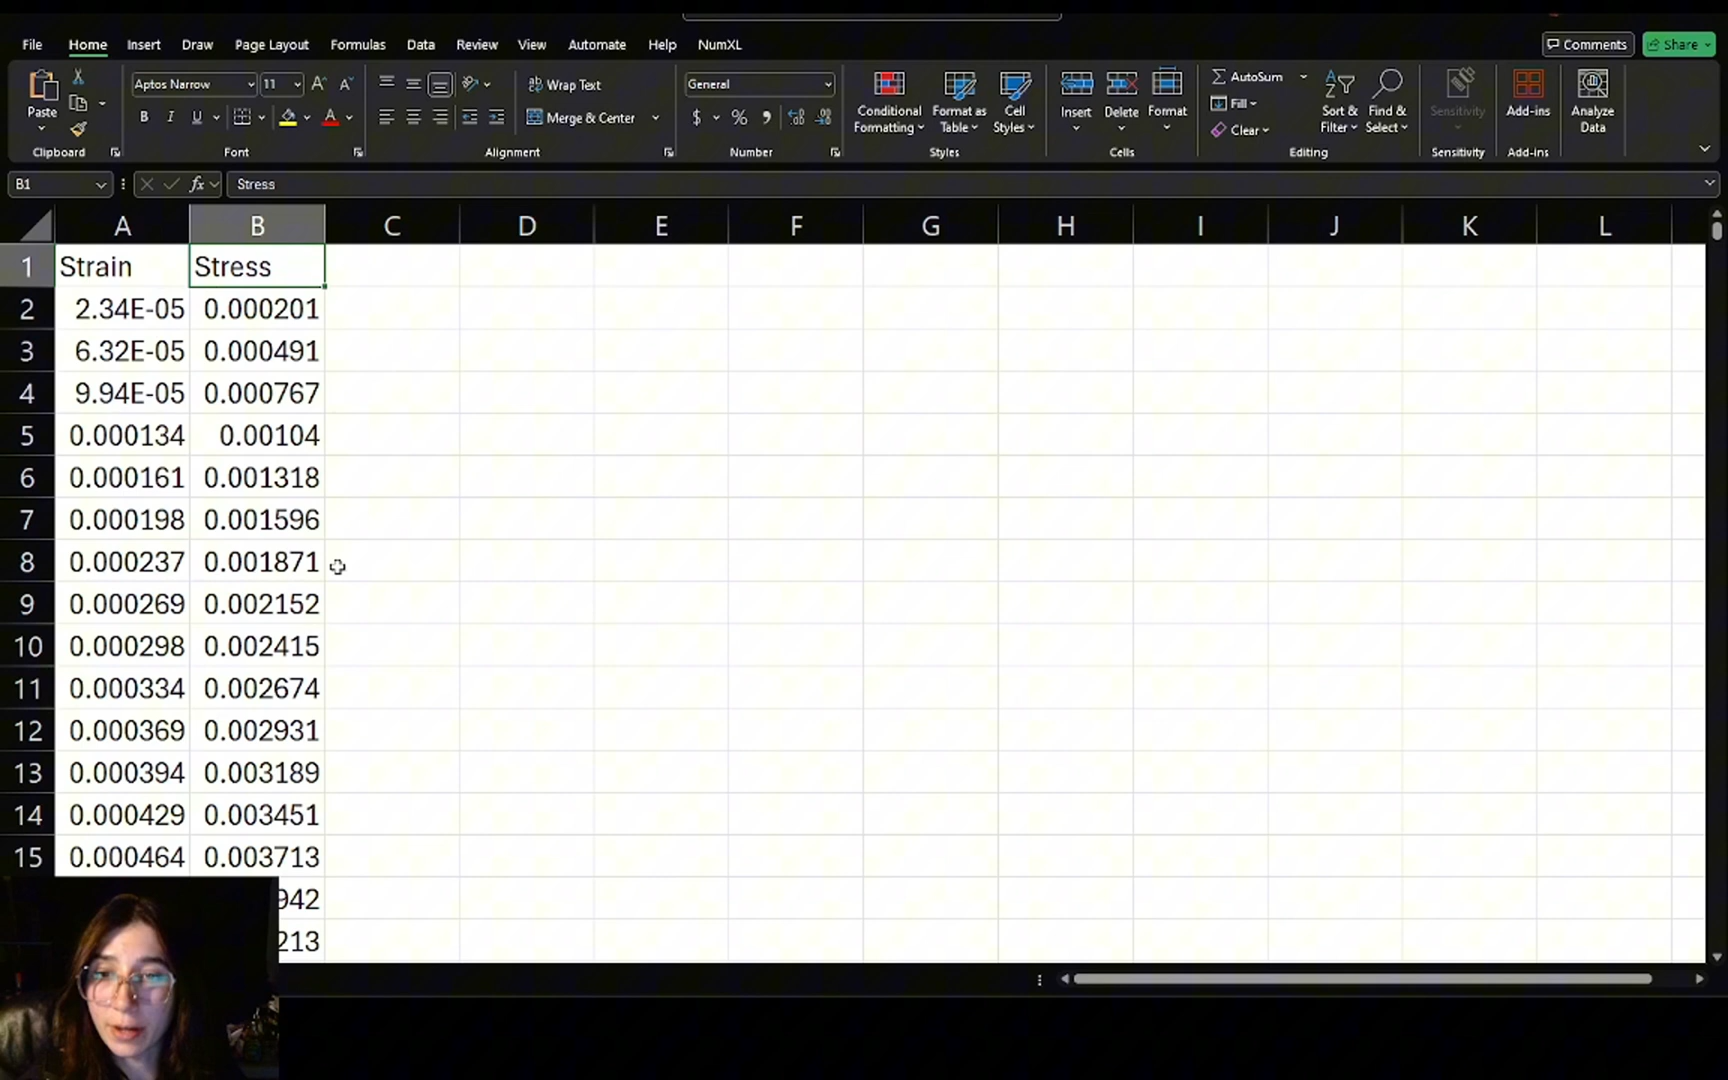 File Home Insert Draw Page Layout Formulas Data Review View Automate Help NumXL Comments Share
Paste Aptos Narrow 11 Wrap Text General Conditional Formatting Format as Table Cell Styles Insert Delete Format AutoSum Sort & Filter Find & Select Sensitivity Add-ins Analyze Data
B I U A Merge & Center $ % Fill
Clear
Clipboard Font Alignment Number Styles Cells Editing Sensitivity Add-ins
B1 fx Stress
A B C D E F G H I J K L
1 Strain Stress
2 2.34E-05 0.000201
3 6.32E-05 0.000491
4 9.94E-05 0.000767
5 0.000134 0.00104
6 0.000161 0.001318
7 0.000198 0.001596
8 0.000237 0.001871
9 0.000269 0.002152
10 0.000298 0.002415
11 0.000334 0.002674
12 0.000369 0.002931
13 0.000394 0.003189
14 0.000429 0.003451
15 0.000464 0.003713
942
213